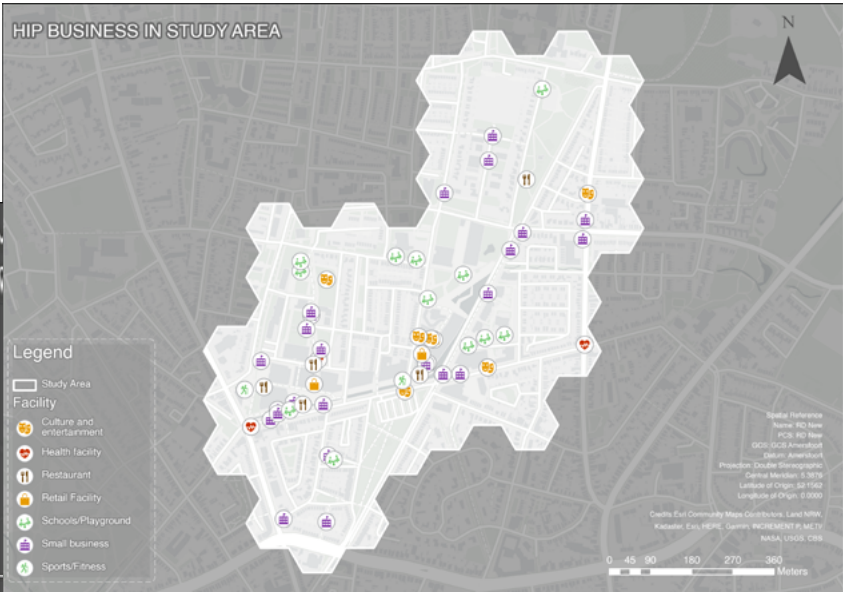 HIP BUSINESS IN STUDY AREA
N
Legend
Study Area
Facility
Culture and
entertainment
Health facility
Restaurant
Retail Facility
Schools/Playground
Small business
Sports/Fitness
Spatial Reference
Name: RD New
PCS: RD New
GCS: GCS Amersfoort
Datum: Amersfoort
Projection: Double Stereographic
Central Meridian: 5.3876
Latitude of Origin: 52.1562
Longitude of Origin: 0.0000
Credits Esri Community Maps Contributors, Land NRW,
Kadaster, Esri, HERE, Garmin, INCREMENT P, METI/
NASA, USGS, CBS
0 45 90 180 270 360
Meters